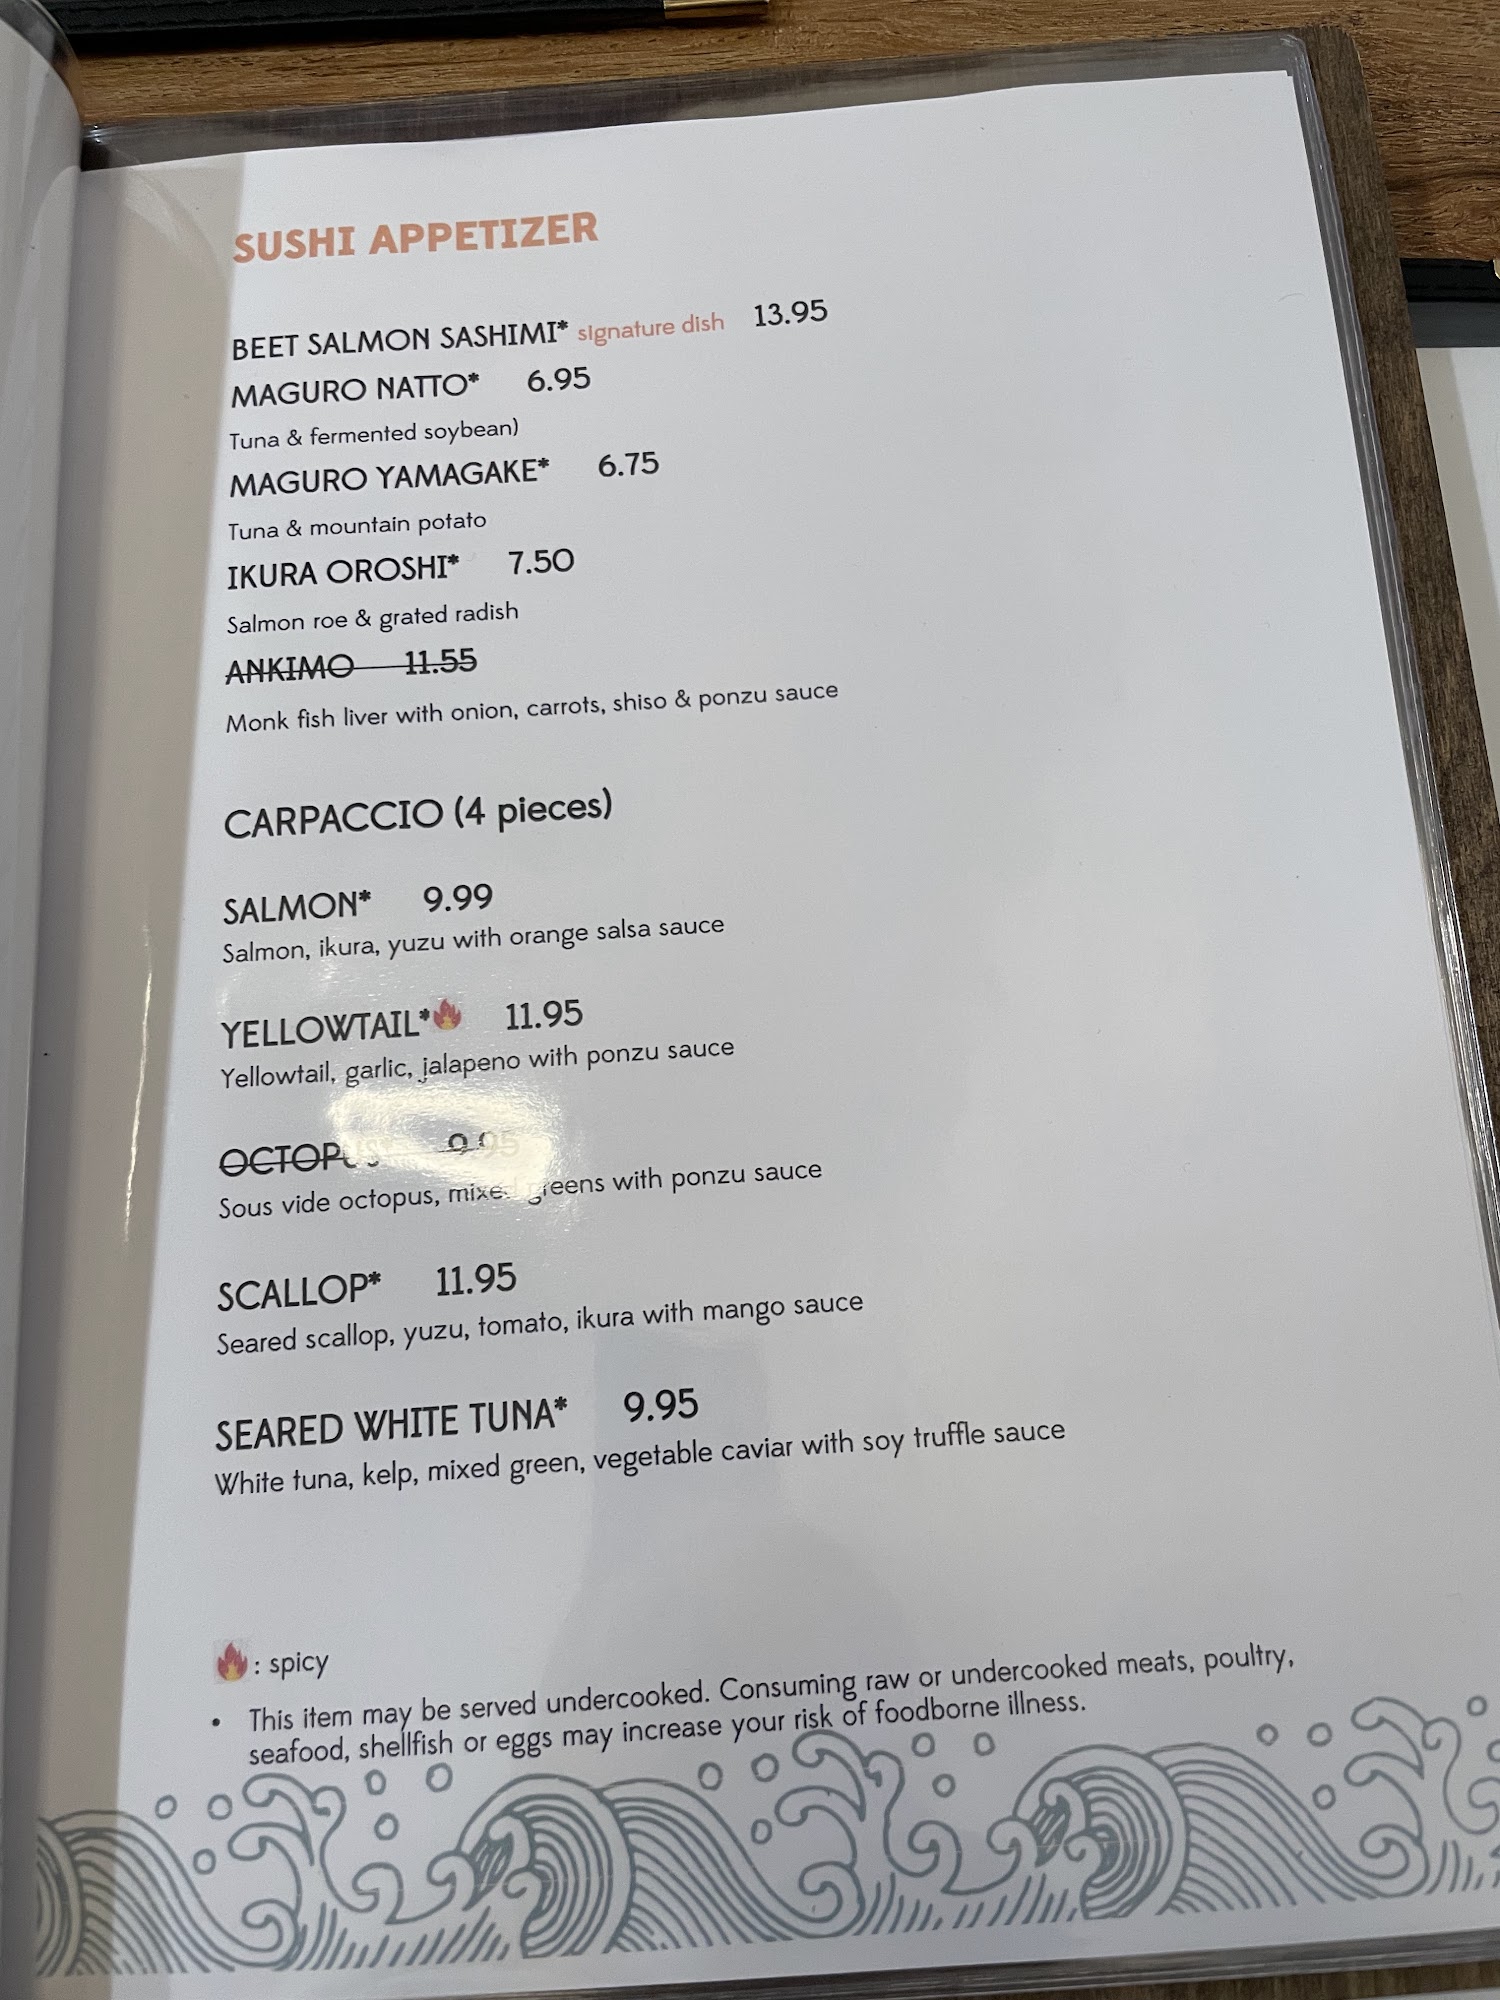 SUSHI APPETIZER
BEET SALMON SASHIMI* signature dish 13.95
MAGURO NATTO* 6.95
Tuna & fermented soybean)
MAGURO YAMAGAKE* 6.75
Tuna & mountain potato
IKURA OROSHI* 7.50
Salmon roe & grated radish
ANKIMO 11.55
Monk fish liver with onion, carrots, shiso & ponzu sauce
CARPACCIO (4 pieces)
SALMON* 9.99
Salmon, ikura, yuzu with orange salsa sauce
YELLOWTAIL* 11.95
Yellowtail, garlic, jalapeno with ponzu sauce
OCTOPUS 9.95
Sous vide octopus, mixed greens with ponzu sauce
SCALLOP* 11.95
Seared scallop, yuzu, tomato, ikura with mango sauce
SEARED WHITE TUNA* 9.95
White tuna, kelp, mixed green, vegetable caviar with soy truffle sauce
: spicy
• This item may be served undercooked. Consuming raw or undercooked meats, poultry,
seafood, shellfish or eggs may increase your risk of foodborne illness.